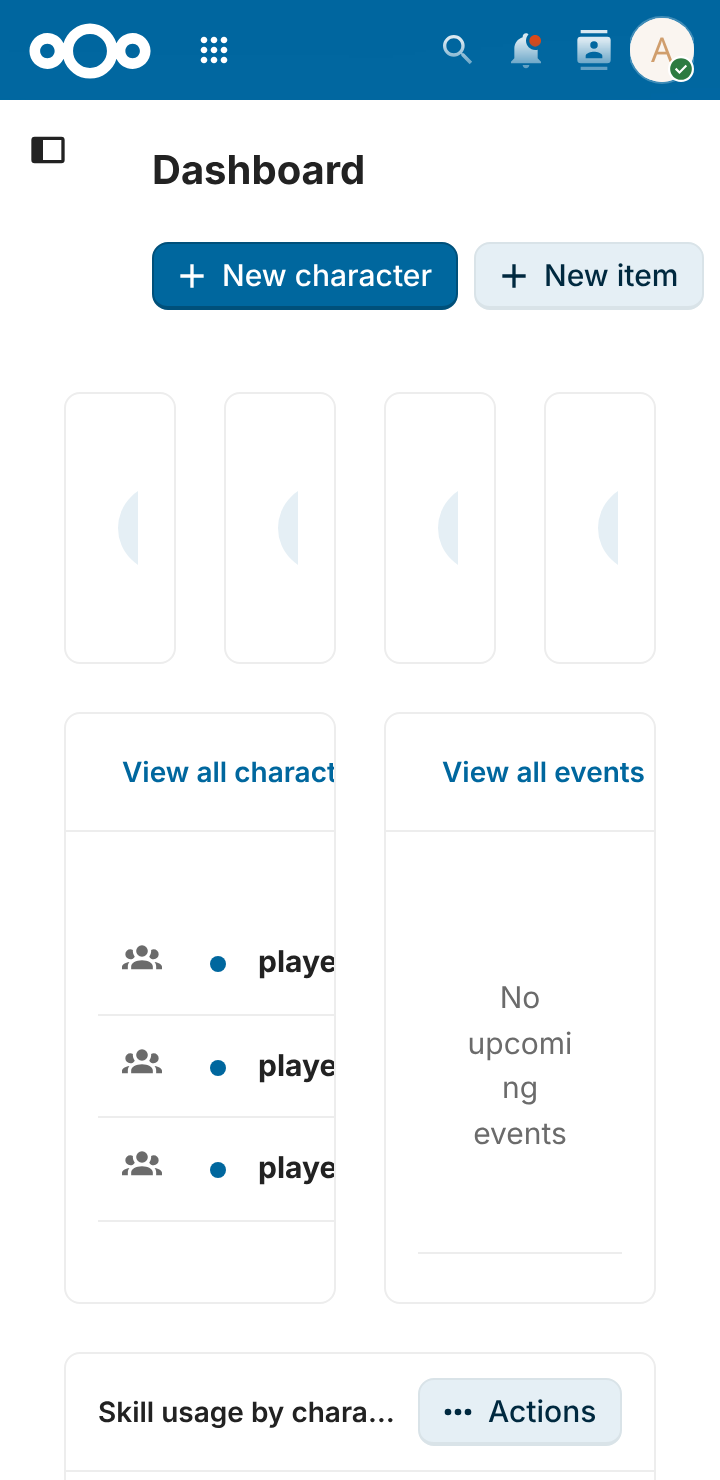 A
Dashboard
New character
New item
View all charact
View all events
playe
playe
playe
No
upcomi
ng
events
Skill usage by chara...
Actions